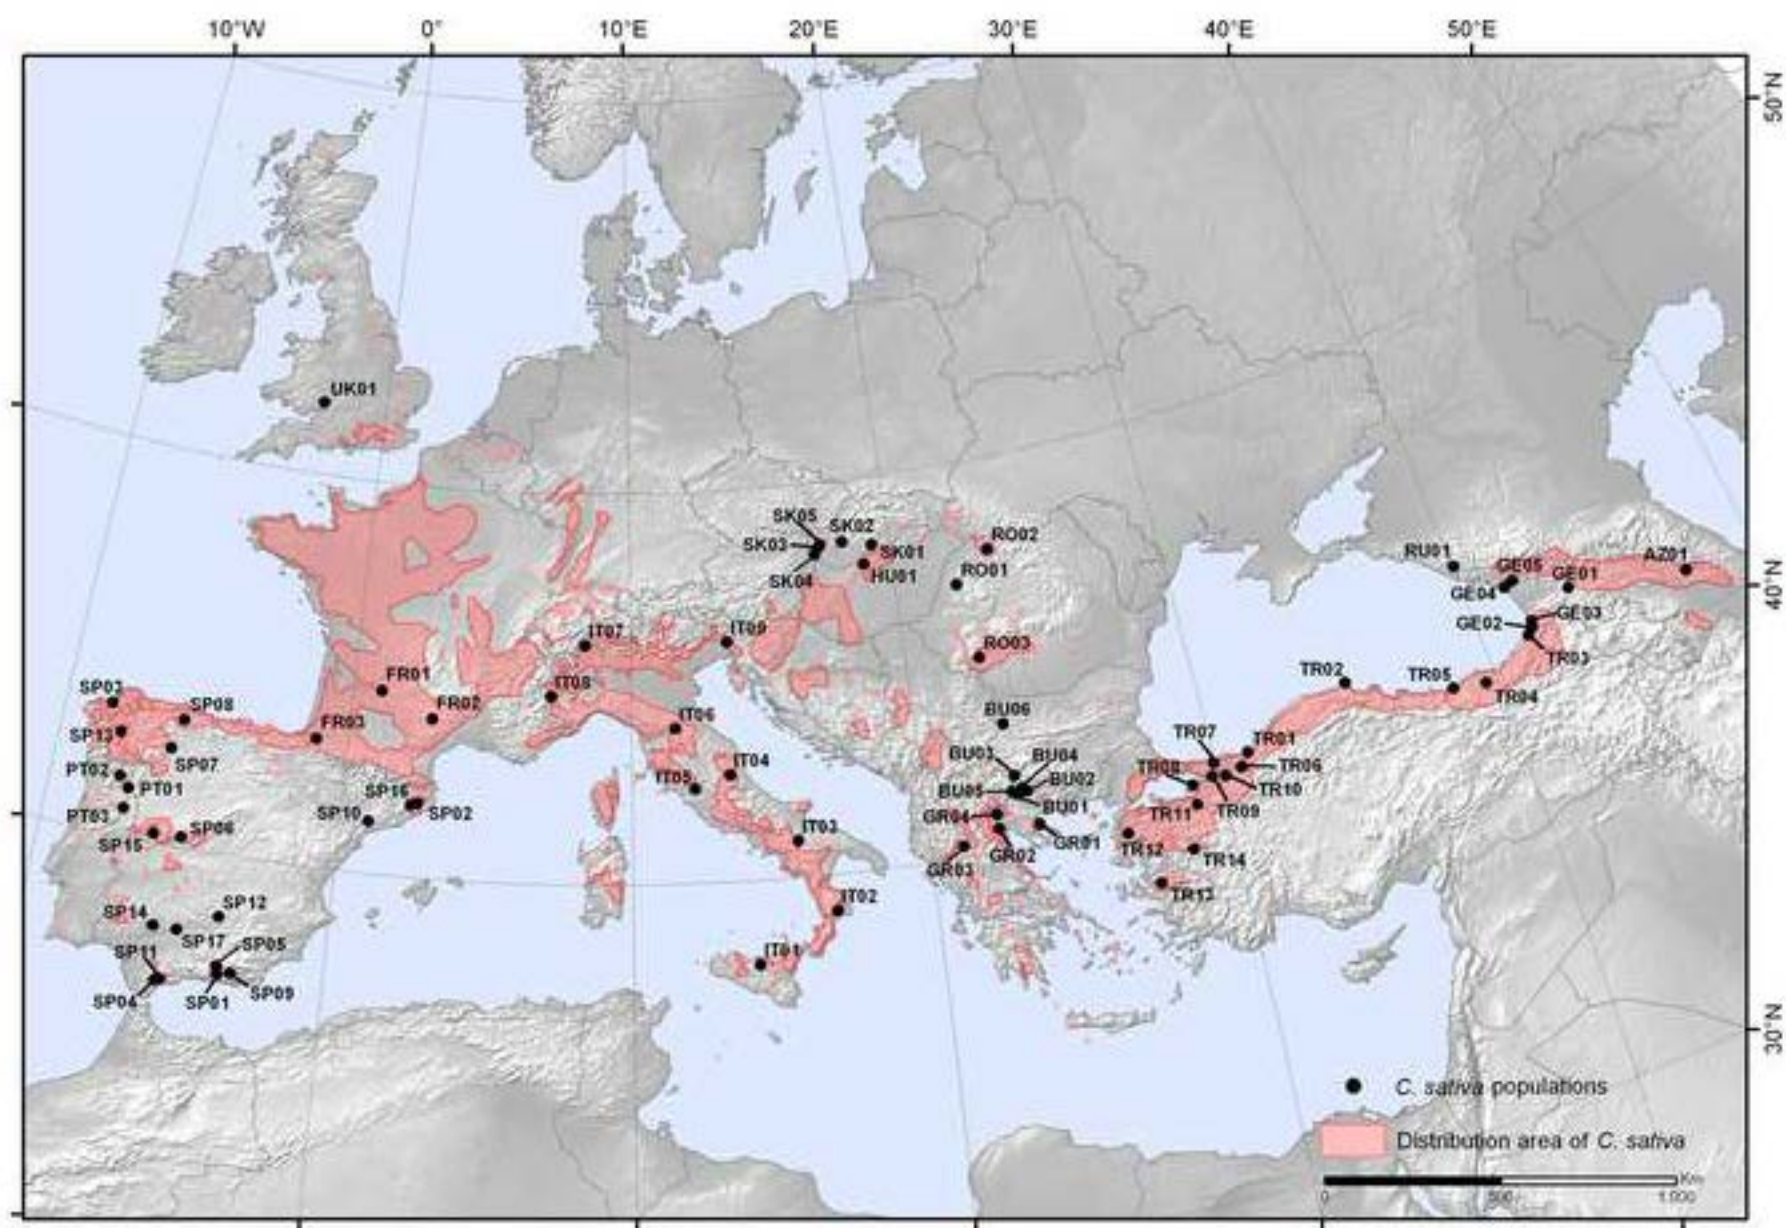 10°W 0° 10°E 20°E 30°E 40°E 50°E
50°N
UK01
SK05
SK02
SK03
SK01
RO02
SK04
HU01
RO01
RU01
GE05
AZ01
GE01
GE04
40°N
GE03
GE02
IT07
IT09
RO03
TR03
TR02
TR05
TR04
SP03
FR01
IT08
SP08
FR02
FR03
IT06
BU06
SP13
TR07
TR01
PT02
SP07
IT04
BU03
BU04
TR08
TR06
PT01
IT05
BU02
TR10
SP16
BU05
BU01
PT03
SP10
SP02
GR04
TR11
TR09
SP06
IT03
SP15
GR01
GR02
TR12
TR14
GR03
TR13
IT02
SP12
SP14
SP17
SP05
SP11
IT01
SP04
SP01
SP09
30°N
C. sativa populations
Distribution area of C. sativa
Km
0 500 1.000